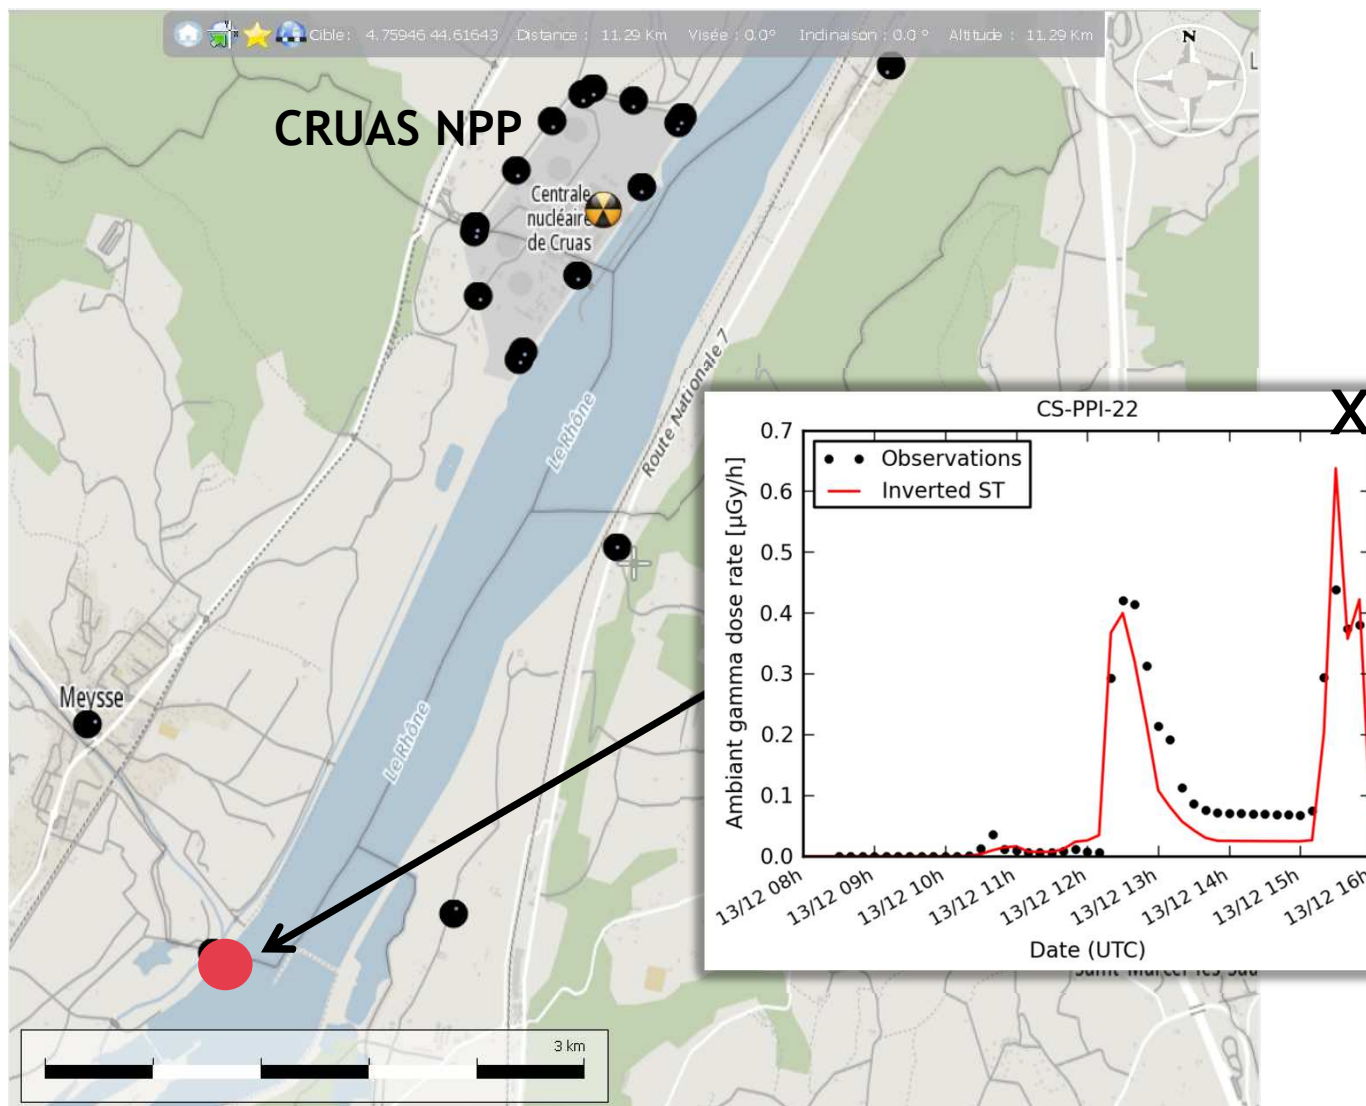 Cible : 4.75946 44.61643 Distance : 11.29 Km Visée : 0.0° Inclinaison : 0.0 ° Altitude : 11.29 Km
N
L
CRUAS NPP
Centrale
nucléaire
de Cruas
Route Nationale 7
Le Rhône
Meysse
Le Rhône
X
CS-PPI-22
Observations
Inverted ST
Ambiant gamma dose rate [µGy/h]
0.7
0.6
0.5
0.4
0.3
0.2
0.1
0.0
13/12 08h
13/12 09h
13/12 10h
13/12 11h
13/12 12h
13/12 13h
13/12 14h
13/12 15h
13/12 16h
Date (UTC)
3 km